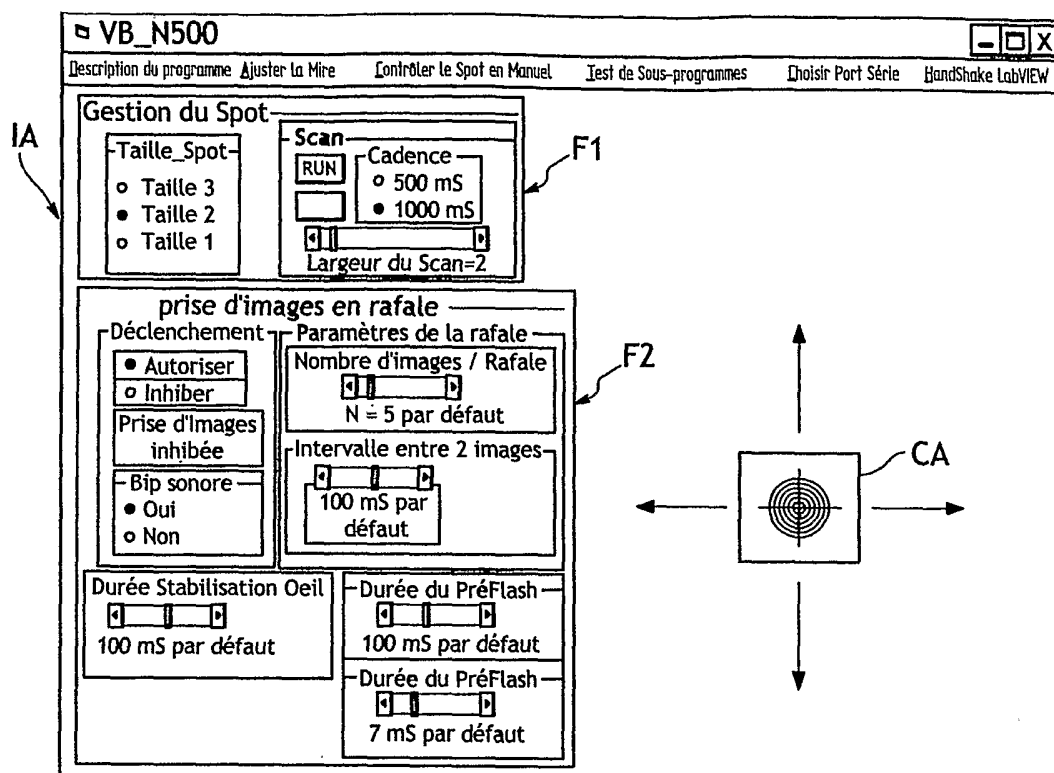 VB_N500
Description du programme Ajuster la Mire Contrôler le Spot en Manuel Test de Sous-programmes Choisir Port Série HandShake LabVIEW
IA
Gestion du Spot
Taille_Spot
Taille 3
Taille 2
Taille 1
Scan
RUN
Cadence
500 mS
1000 mS
Largeur du Scan=2
F1
prise d'images en rafale
Déclenchement
Autoriser
Inhiber
Prise d'Images
inhibée
Bip sonore
Oui
Non
Paramètres de la rafale
Nombre d'images / Rafale
N = 5 par défaut
Intervalle entre 2 images
100 mS par
défaut
F2
CA
Durée Stabilisation Oeil
100 mS par défaut
Durée du PréFlash
100 mS par défaut
Durée du PréFlash
7 mS par défaut